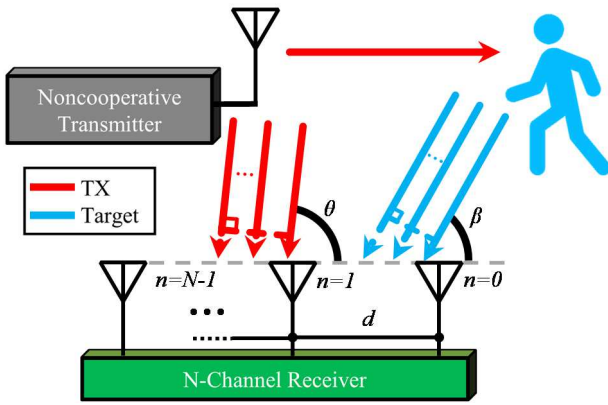 Noncooperative
Transmitter
TX
Target
θ
β
n=N-1
n=1
n=0
d
N-Channel Receiver